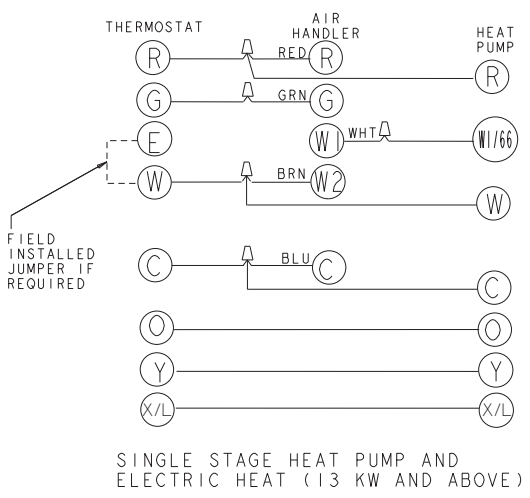 THERMOSTAT
AIR
HANDLER
HEAT
PUMP
R
RED
R
R
G
GRN
G
E
W1
WHT
W1/66
W
BRN
W2
W
FIELD
INSTALLED
JUMPER IF
REQUIRED
C
BLU
C
C
O
O
Y
Y
X/L
X/L
SINGLE STAGE HEAT PUMP AND
ELECTRIC HEAT (13 KW AND ABOVE)